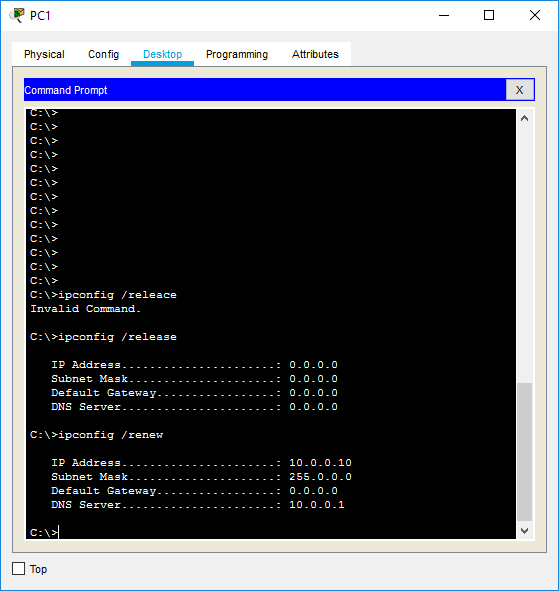 PC1
Physical Config Desktop Programming Attributes
Command Prompt X
C:\>
C:\>
C:\>
C:\>
C:\>
C:\>
C:\>
C:\>
C:\>
C:\>
C:\>
C:\>
C:\>
C:\>ipconfig /releace
Invalid Command.
C:\>ipconfig /release
IP Address......................: 0.0.0.0
Subnet Mask.....................: 0.0.0.0
Default Gateway.................: 0.0.0.0
DNS Server......................: 0.0.0.0
C:\>ipconfig /renew
IP Address......................: 10.0.0.10
Subnet Mask.....................: 255.0.0.0
Default Gateway.................: 0.0.0.0
DNS Server......................: 10.0.0.1
C:\>
Top